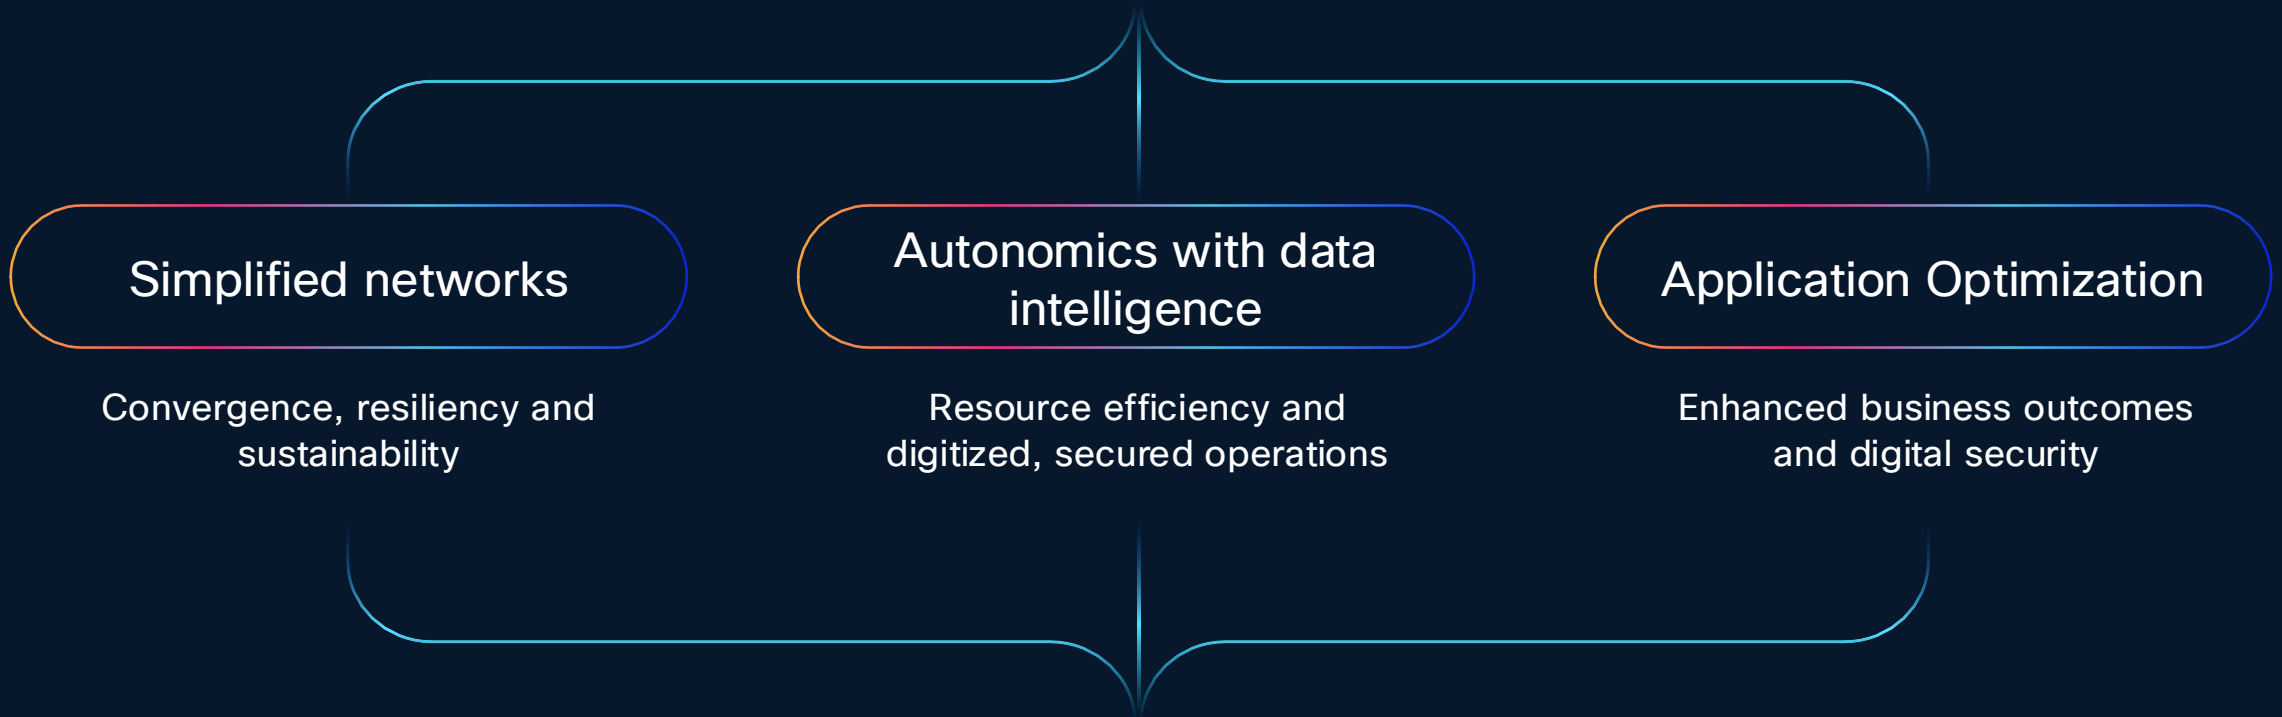 Simplified networks
Autonomics with data
intelligence
Application Optimization
Convergence, resiliency and
sustainability
Resource efficiency and
digitized, secured operations
Enhanced business outcomes
and digital security